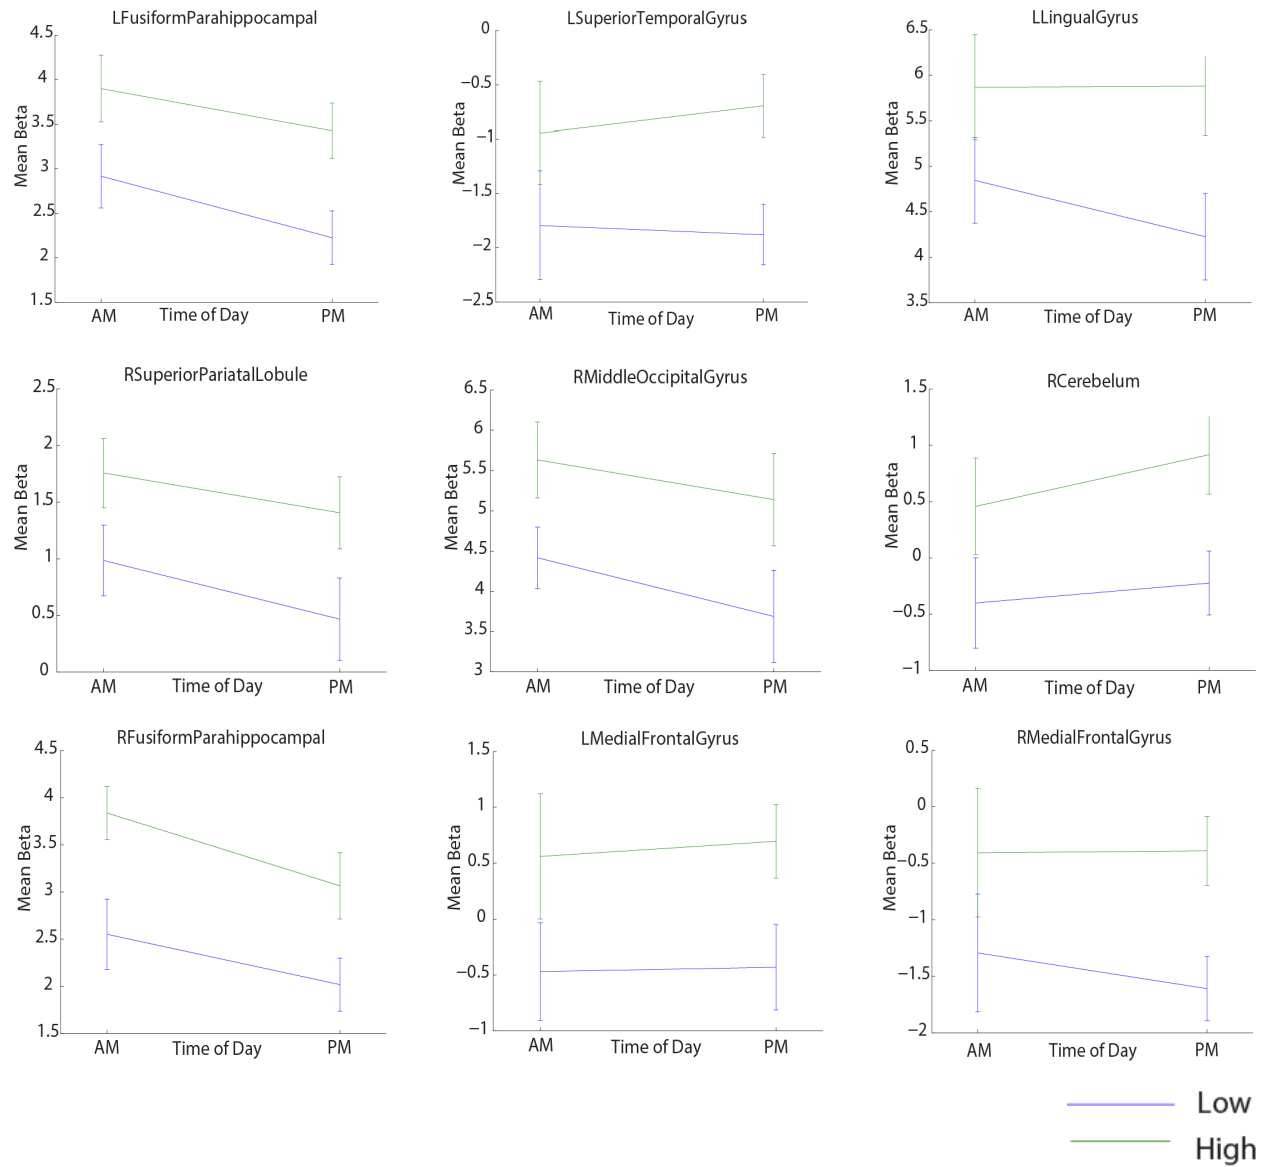 LFusiformParahippocampal
4.5
4
3.5
3
2.5
2
1.5
Mean Beta
AM Time of Day PM
LSuperiorTemporalGyrus
0
−0.5
−1
−1.5
−2
−2.5
Mean Beta
AM Time of Day PM
LLingualGyrus
6.5
6
5.5
5
4.5
4
3.5
Mean Beta
AM Time of Day PM
RSuperiorPariatalLobule
2.5
2
1.5
1
0.5
0
Mean Beta
AM Time of Day PM
RMiddleOccipitalGyrus
6.5
6
5.5
5
4.5
4
3.5
3
Mean Beta
AM Time of Day PM
RCerebelum
1.5
1
0.5
0
−0.5
−1
Mean Beta
AM Time of Day PM
RFusiformParahippocampal
4.5
4
3.5
3
2.5
2
1.5
Mean Beta
AM Time of Day PM
LMedialFrontalGyrus
1.5
1
0.5
0
−0.5
−1
Mean Beta
AM Time of Day PM
RMedialFrontalGyrus
0.5
0
−0.5
−1
−1.5
−2
Mean Beta
AM Time of Day PM
Low
High